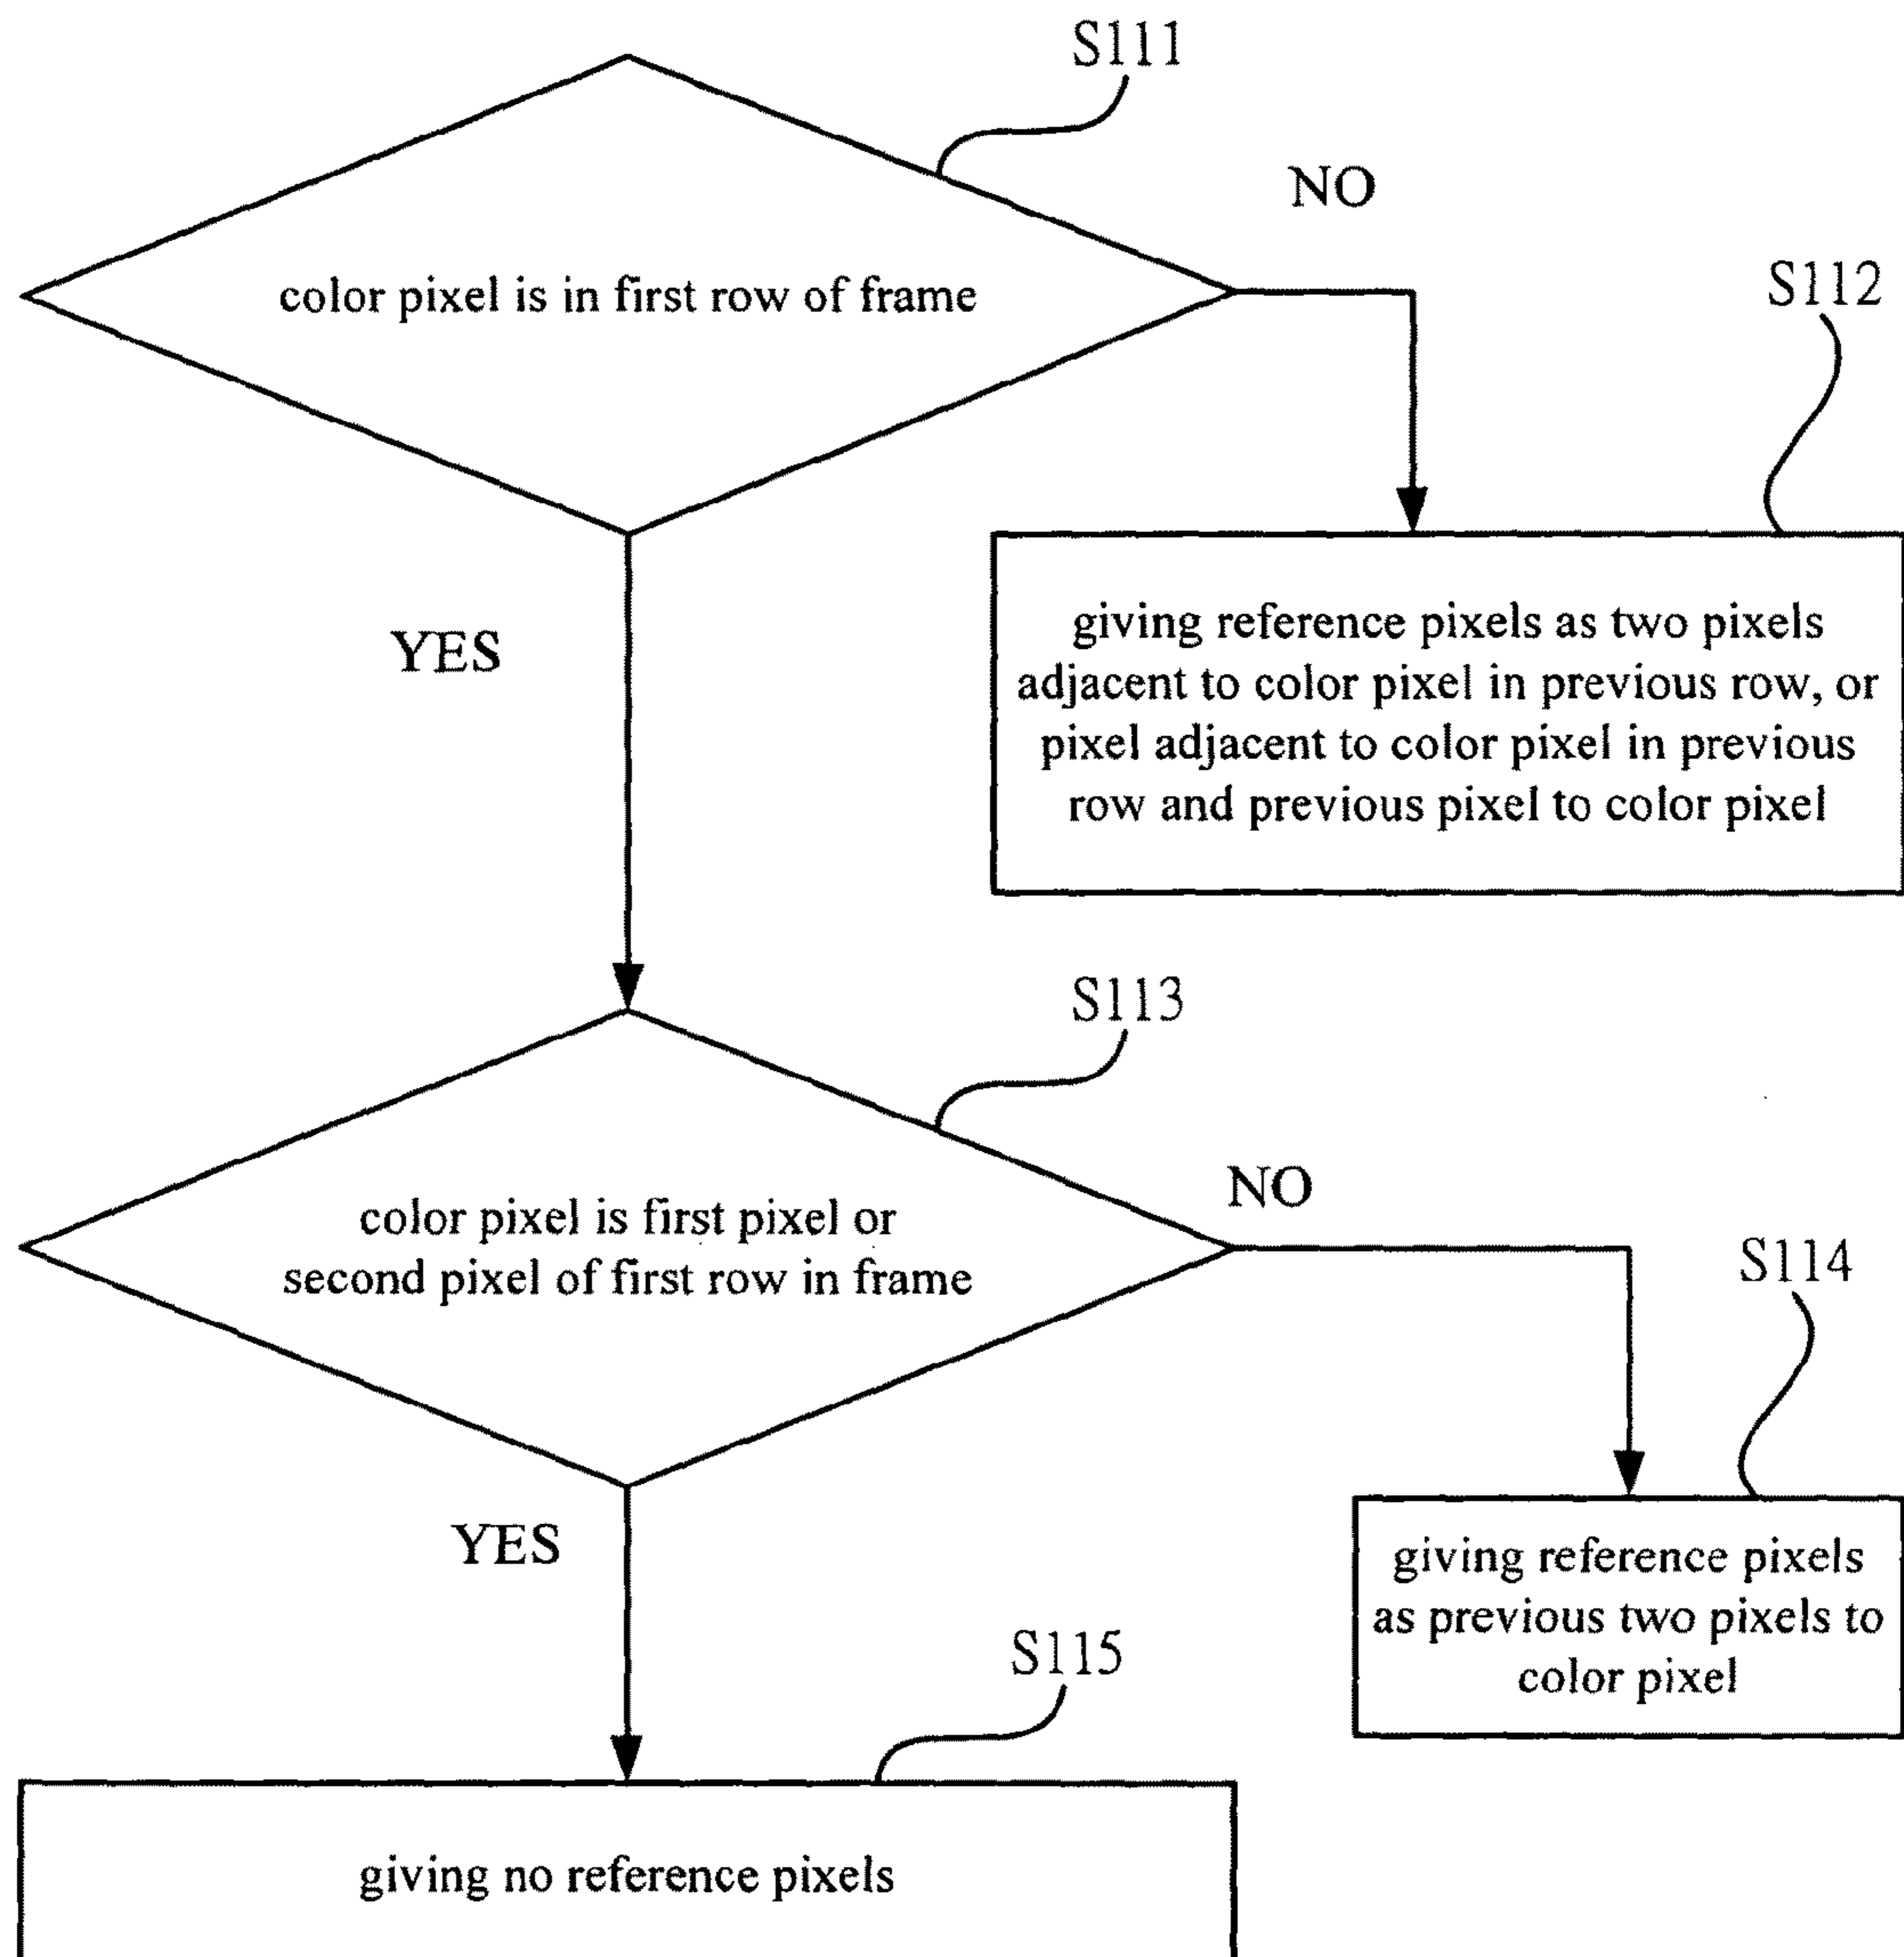 S111
NO
color pixel is in first row of frame
S112
giving reference pixels as two pixels
adjacent to color pixel in previous row, or
pixel adjacent to color pixel in previous
row and previous pixel to color pixel
YES
S113
NO
color pixel is first pixel or
second pixel of first row in frame
S114
giving reference pixels
as previous two pixels to
color pixel
YES
S115
giving no reference pixels